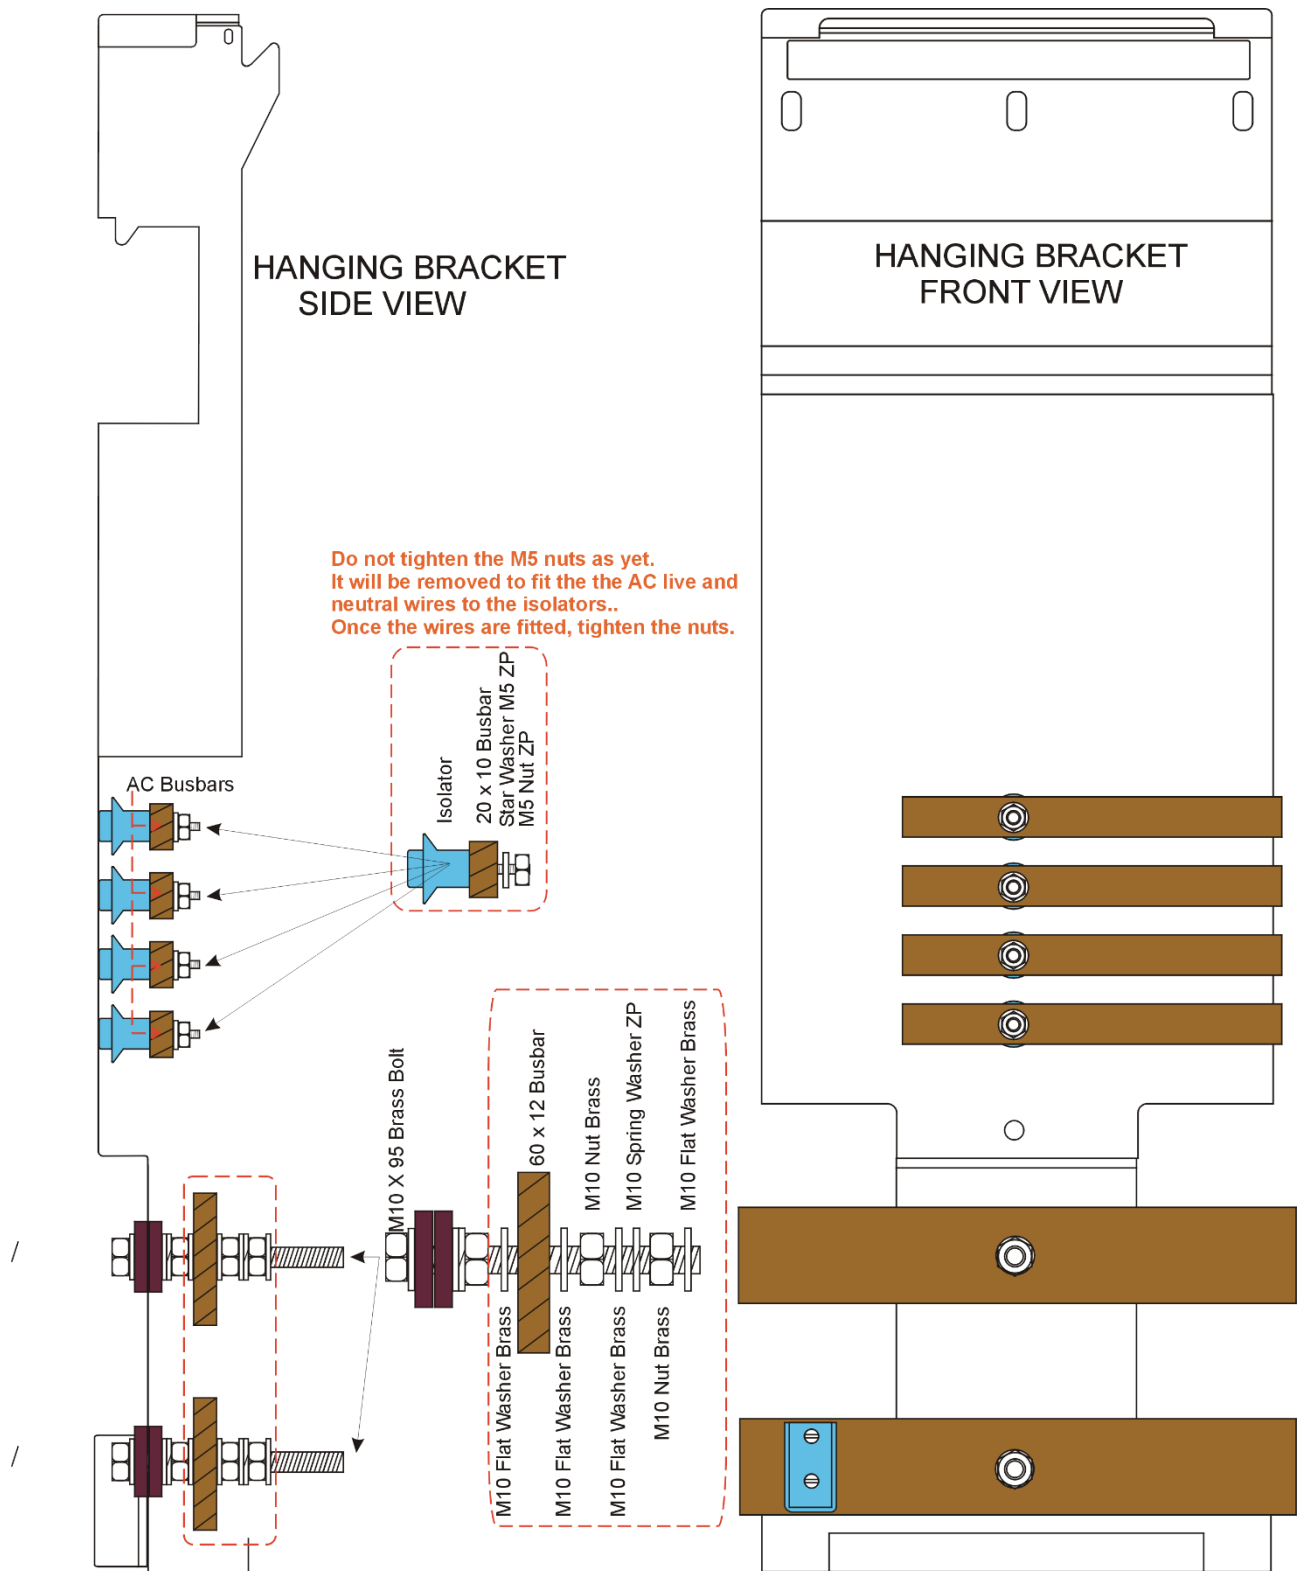 HANGING BRACKET
SIDE VIEW
HANGING BRACKET
FRONT VIEW
Do not tighten the M5 nuts as yet.
It will be removed to fit the the AC live and
neutral wires to the isolators..
Once the wires are fitted, tighten the nuts.
AC Busbars
Isolator
20 x 10 Busbar
Star Washer M5 ZP
M5 Nut ZP
M10 X 95 Brass Bolt
60 x 12 Busbar
M10 Nut Brass
M10 Spring Washer ZP
M10 Flat Washer Brass
M10 Flat Washer Brass
M10 Flat Washer Brass
M10 Flat Washer Brass
M10 Nut Brass
/
/